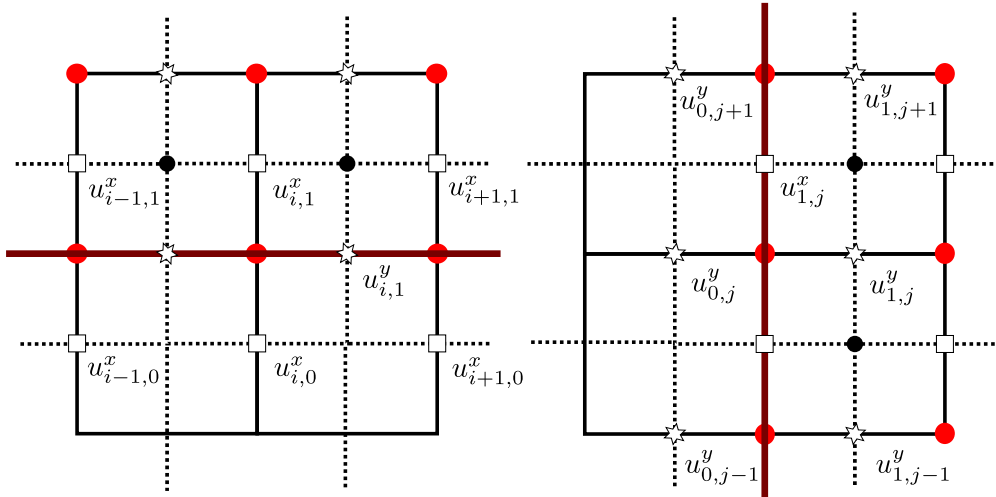 u^x_{i-1,1} u^x_{i,1} u^x_{i+1,1}
u^y_{i,1}
u^x_{i-1,0} u^x_{i,0} u^x_{i+1,0}
u^y_{0,j+1} u^y_{1,j+1}
u^x_{1,j}
u^y_{0,j} u^y_{1,j}
u^y_{0,j-1} u^y_{1,j-1}